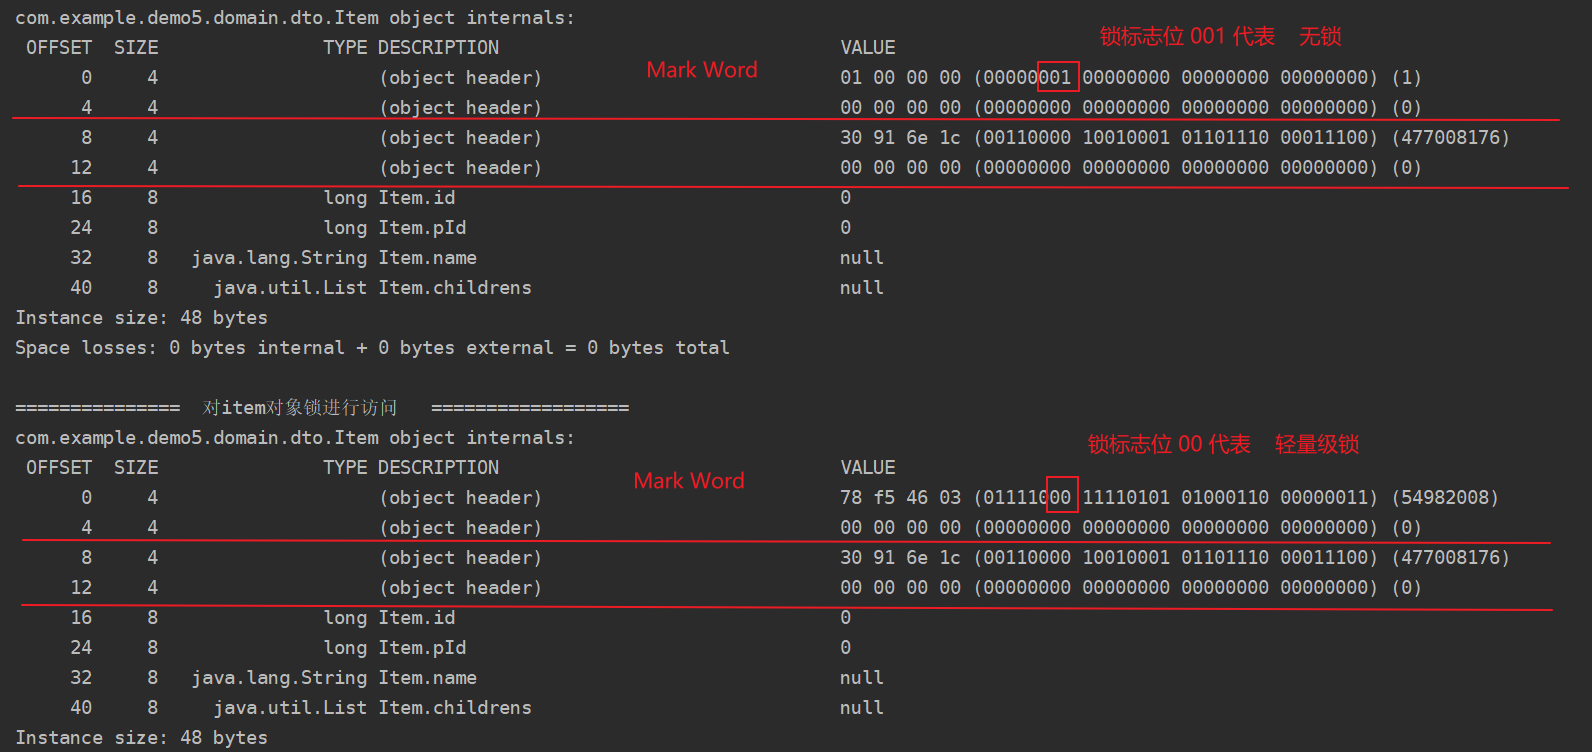 com.example.demo5.domain.dto.Item object internals:
锁标志位 001 代表 无锁
OFFSET SIZE TYPE DESCRIPTION VALUE
Mark Word
0 4 (object header) 01 00 00 00 (00000001 00000000 00000000 00000000) (1)
4 4 (object header) 00 00 00 00 (00000000 00000000 00000000 00000000) (0)
8 4 (object header) 30 91 6e 1c (00110000 10010001 01101110 00011100) (477008176)
12 4 (object header) 00 00 00 00 (00000000 00000000 00000000 00000000) (0)
16 8 long Item.id 0
24 8 long Item.pId 0
32 8 java.lang.String Item.name null
40 8 java.util.List Item.childrens null
Instance size: 48 bytes
Space losses: 0 bytes internal + 0 bytes external = 0 bytes total
=============== 对item对象锁进行访问 ==================
com.example.demo5.domain.dto.Item object internals:
锁标志位 00 代表 轻量级锁
OFFSET SIZE TYPE DESCRIPTION VALUE
Mark Word
0 4 (object header) 78 f5 46 03 (01111000 11110101 01000110 00000011) (54982008)
4 4 (object header) 00 00 00 00 (00000000 00000000 00000000 00000000) (0)
8 4 (object header) 30 91 6e 1c (00110000 10010001 01101110 00011100) (477008176)
12 4 (object header) 00 00 00 00 (00000000 00000000 00000000 00000000) (0)
16 8 long Item.id 0
24 8 long Item.pId 0
32 8 java.lang.String Item.name null
40 8 java.util.List Item.childrens null
Instance size: 48 bytes